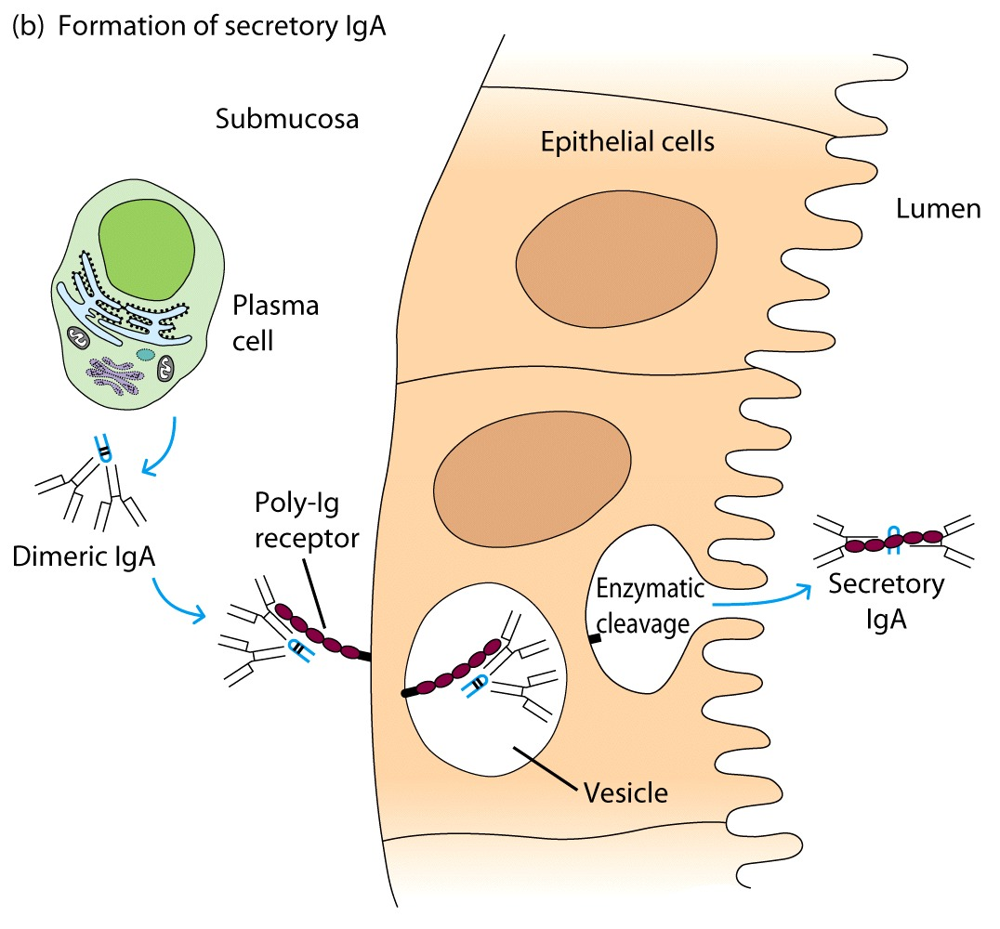 (b) Formation of secretory IgA
Submucosa
Epithelial cells
Lumen
Plasma
cell
Poly-Ig
receptor
Dimeric IgA
Enzymatic
cleavage
Secretory
IgA
Vesicle